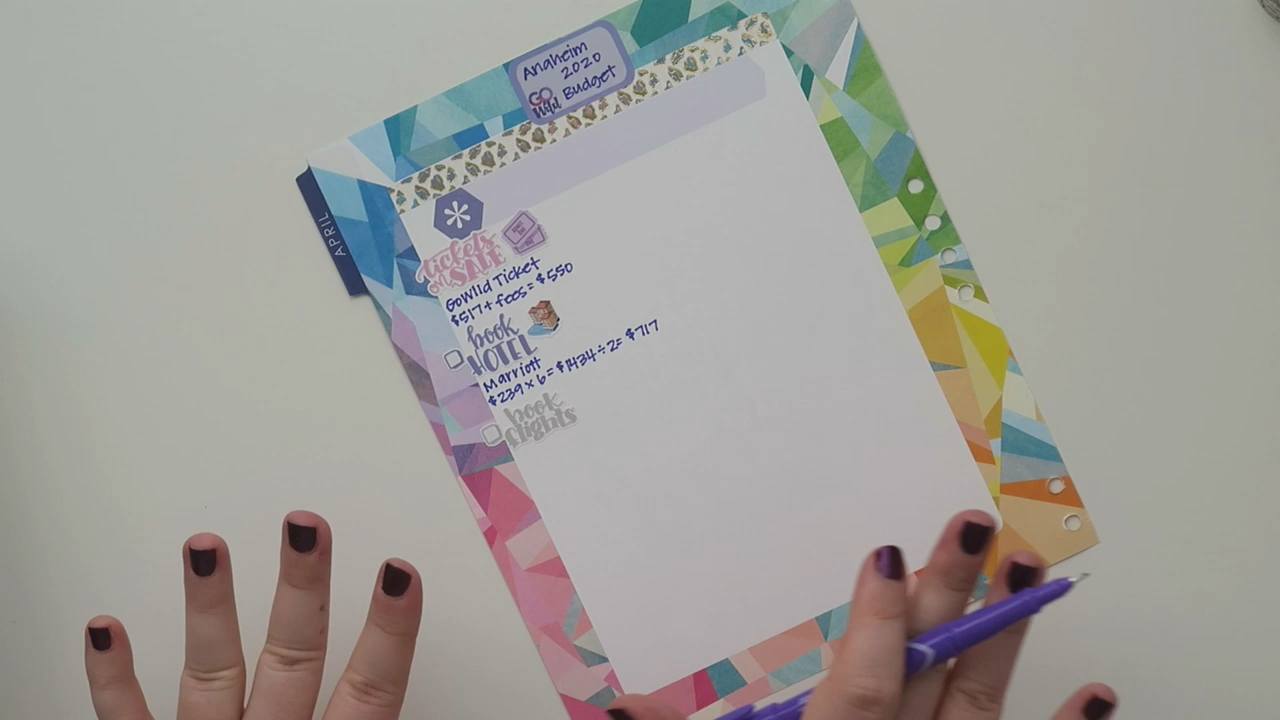 Anaheim
2020
GO Wild Budget
APRIL
tickets
on SALE
GoWild Ticket
$517 + fees = $550
book
HOTEL
Marriott
$239 x 6 = $1434 ÷ 2 = $717
book
flights